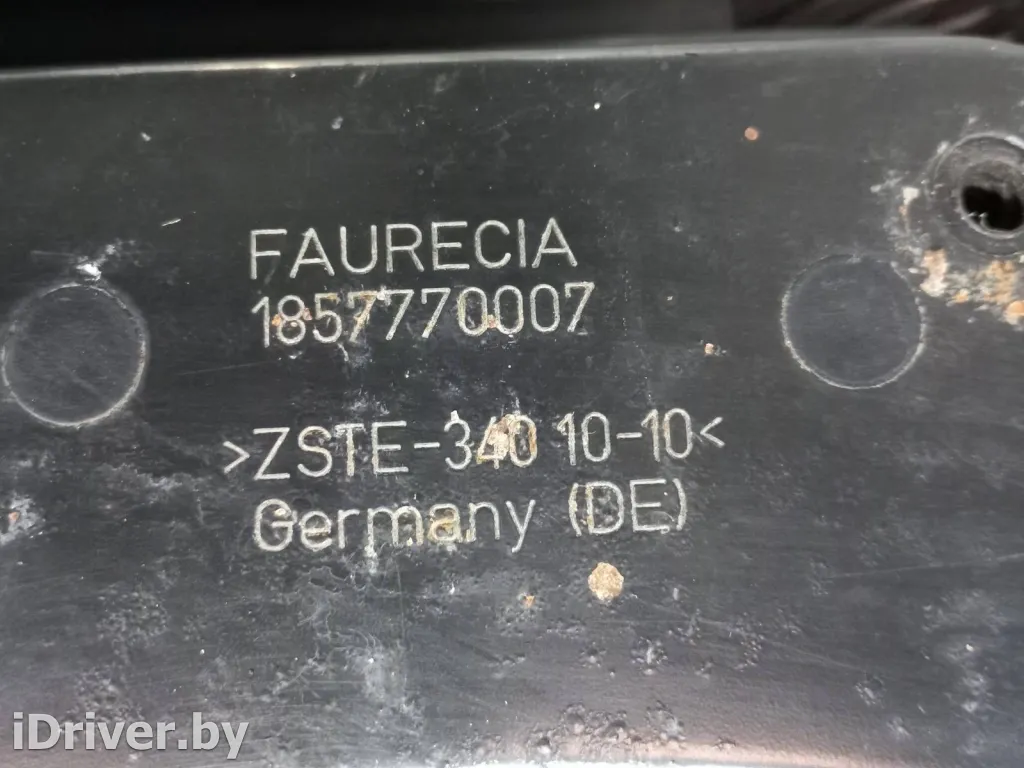 FAURECIA
1857770007
>ZSTE-340 10-10<
Germany (DE)
iDriver.by